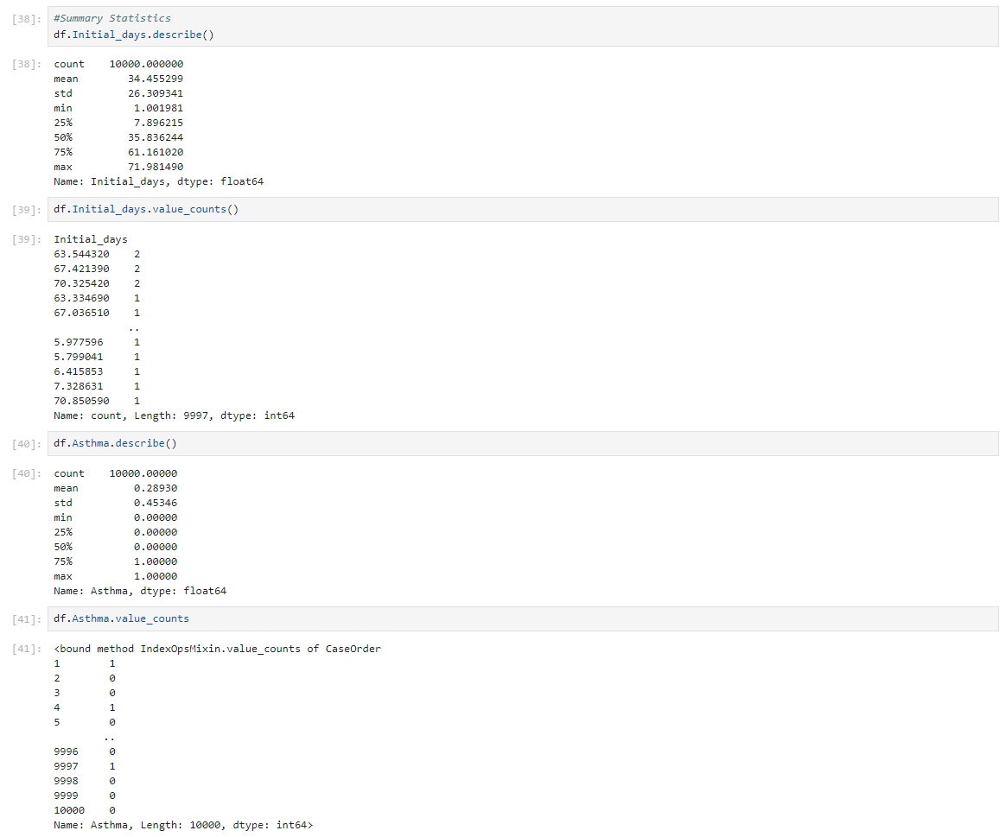 [38]: #Summary Statistics
df.Initial_days.describe()
[38]: count 10000.000000
mean 34.455299
std 26.309341
min 1.001981
25% 7.896215
50% 35.836244
75% 61.161020
max 71.981490
Name: Initial_days, dtype: float64
[39]: df.Initial_days.value_counts()
[39]: Initial_days
63.544320 2
67.421390 2
70.325420 2
63.334690 1
67.036510 1
..
5.977596 1
5.799041 1
6.415853 1
7.328631 1
70.850590 1
Name: count, Length: 9997, dtype: int64
[40]: df.Asthma.describe()
[40]: count 10000.00000
mean 0.28930
std 0.45346
min 0.00000
25% 0.00000
50% 0.00000
75% 1.00000
max 1.00000
Name: Asthma, dtype: float64
[41]: df.Asthma.value_counts
[41]: <bound method IndexOpsMixin.value_counts of CaseOrder
1 1
2 0
3 0
4 1
5 0
..
9996 0
9997 1
9998 0
9999 0
10000 0
Name: Asthma, Length: 10000, dtype: int64>